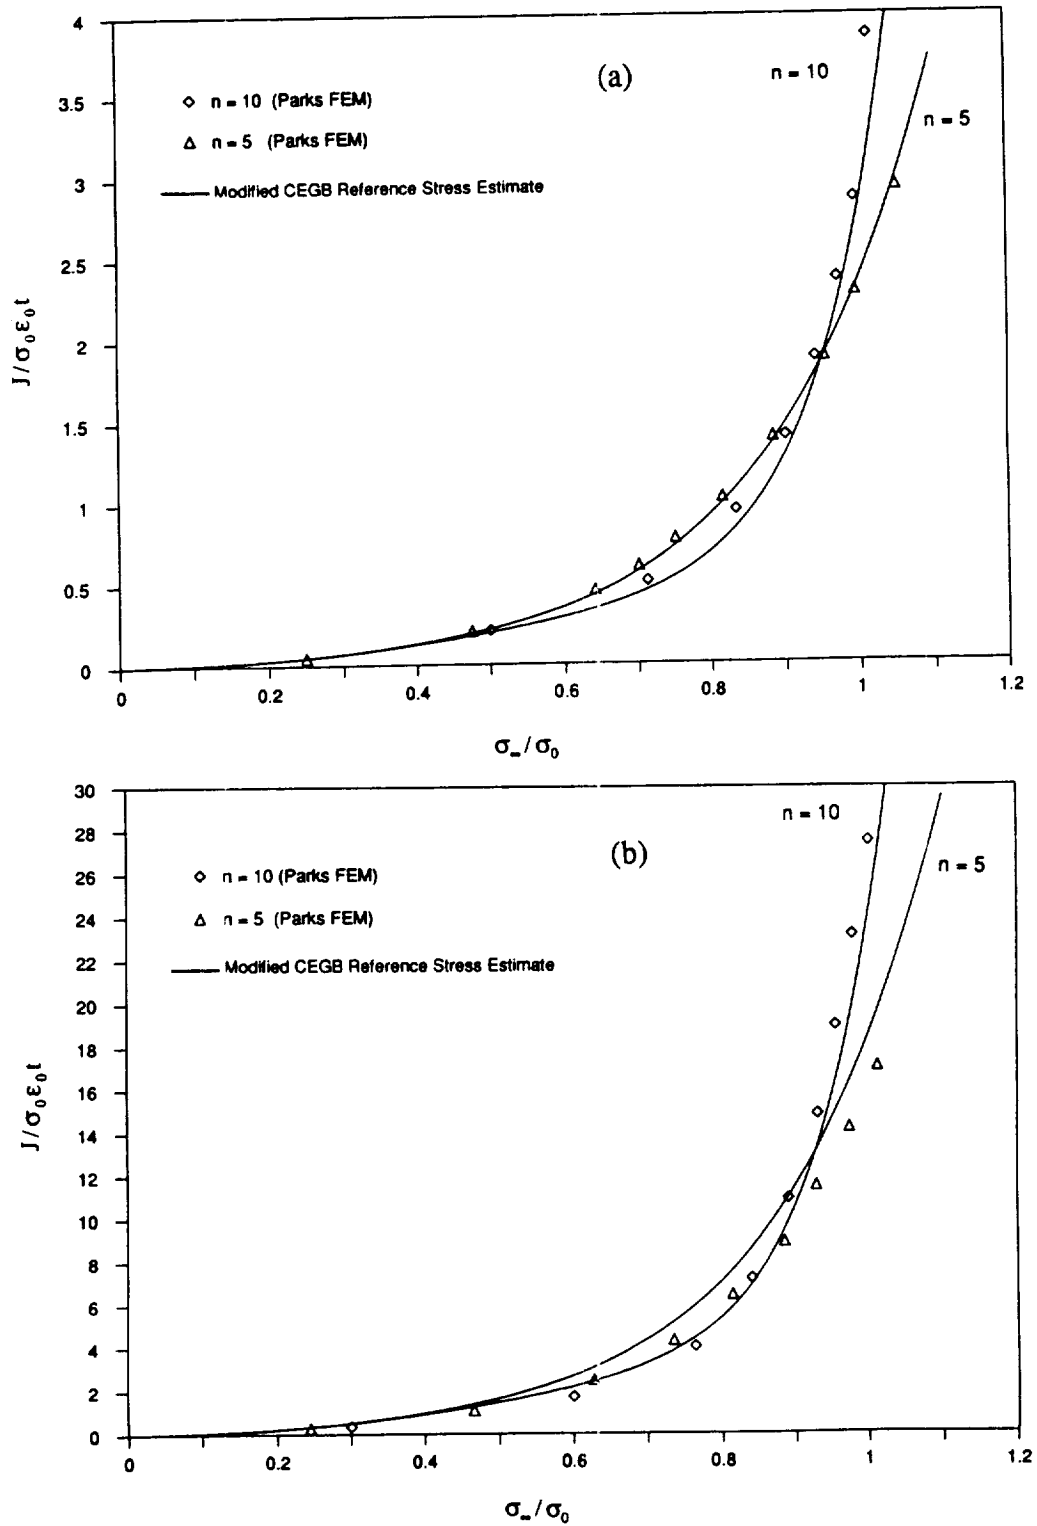 4
3.5
3
2.5
2
1.5
1
0.5
0
J/σ₀ε₀t
(a)
n = 10
n = 5
n = 10 (Parks FEM)
n = 5 (Parks FEM)
Modified CEGB Reference Stress Estimate
0 0.2 0.4 0.6 0.8 1 1.2
σ∞/σ₀
30
28
26
24
22
20
18
16
14
12
10
8
6
4
2
0
J/σ₀ε₀t
(b)
n = 10
n = 5
n = 10 (Parks FEM)
n = 5 (Parks FEM)
Modified CEGB Reference Stress Estimate
0 0.2 0.4 0.6 0.8 1 1.2
σ∞/σ₀